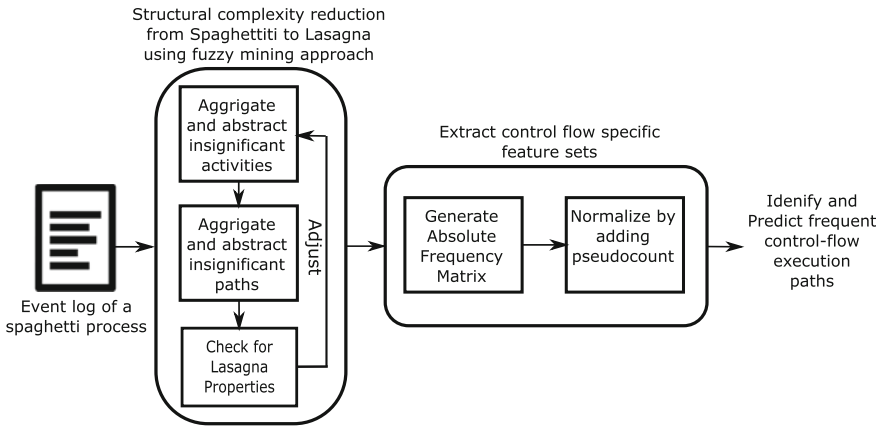 Structural complexity reduction
from Spaghettiti to Lasagna
using fuzzy mining approach
Aggrigate
and abstract
insignificant
activities
Aggrigate
and abstract
insignificant
paths
Adjust
Check for
Lasagna
Properties
Event log of a
spaghetti process
Extract control flow specific
feature sets
Generate
Absolute
Frequency
Matrix
Normalize by
adding
pseudocount
Idenify and
Predict frequent
control-flow
execution
paths